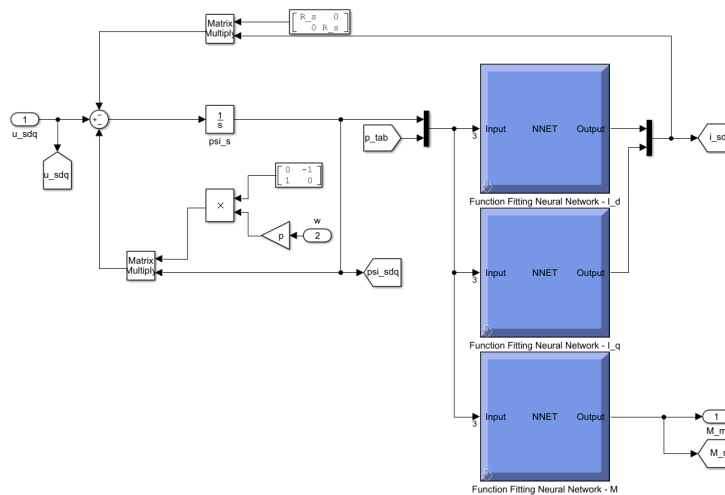 Matrix
Multiply
R_s 0
0 R_s
1
u_sdq
u_sdq
+
−
−
1
s
psi_s
p_tab
0 -1
1 0
×
p
w
2
Matrix
Multiply
psi_sdq
3
Input NNET Output
Function Fitting Neural Network - I_d
i_sd
3
Input NNET Output
Function Fitting Neural Network - I_q
3
Input NNET Output
Function Fitting Neural Network - M
1